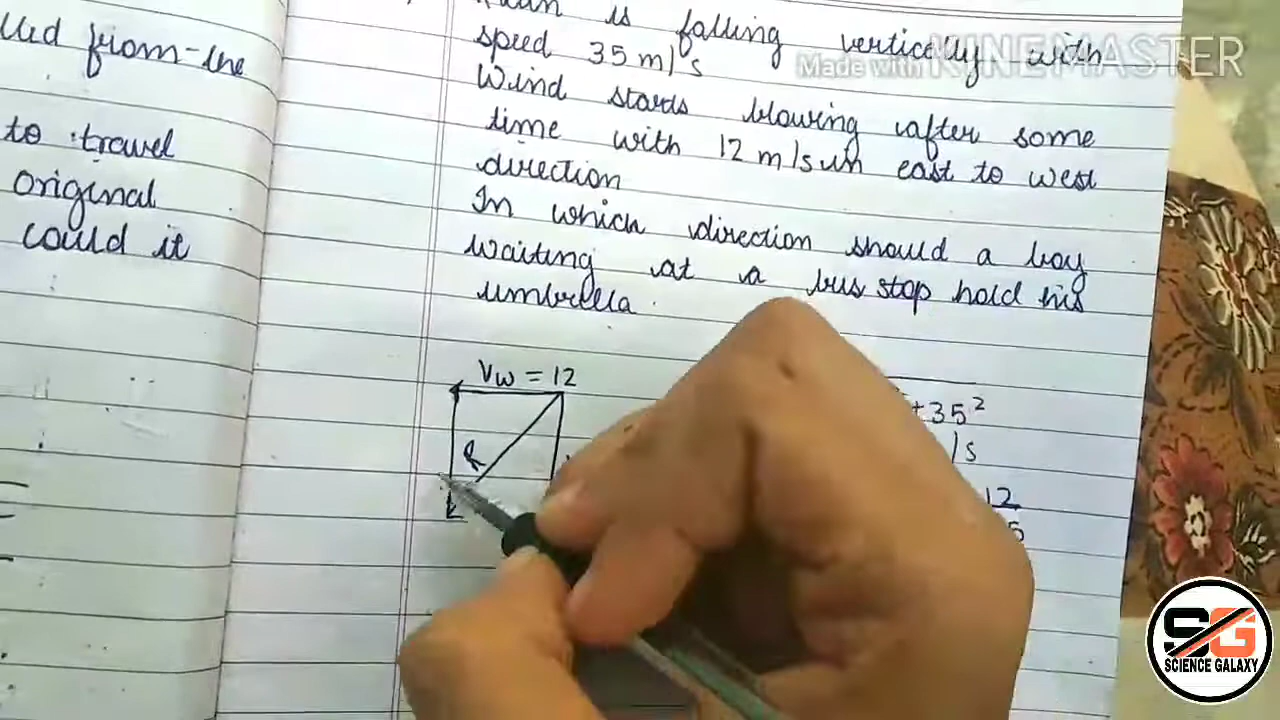 lled from the
to travel
original
could it
is falling vertically with
speed 35 m/s
Wind starts blowing after some
time with 12 m/s in east to west
direction
In which direction should a boy
waiting at a bus stop hold his
umbrella.
Vw = 12
R
+35²
/s
12
5
Made with KINEMASTER
SG
SCIENCE GALAXY